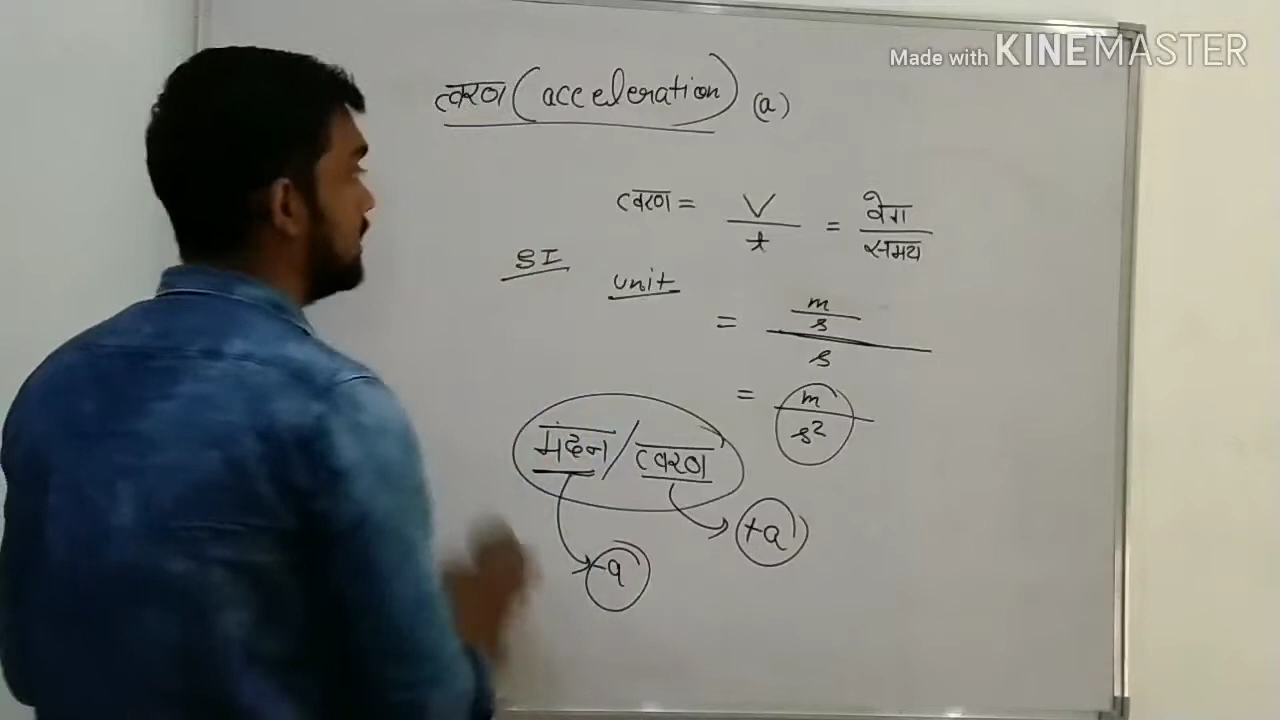 Made with KINEMASTER
त्वरण (acceleration) (a)
त्वरण = V/t = वेग/समय
SI unit
= m/s/s
= m/s²
मंदन / त्वरण
+a
-a